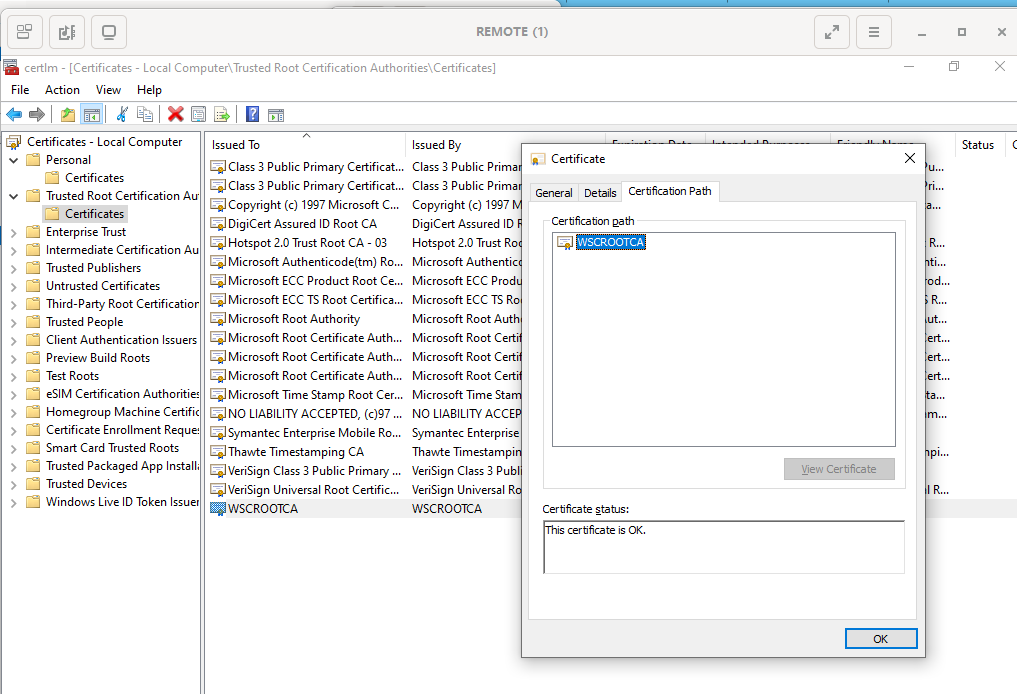 REMOTE (1)
certlm - [Certificates - Local Computer\Trusted Root Certification Authorities\Certificates]
File Action View Help
Certificates - Local Computer
Personal
Certificates
Trusted Root Certification Au
Certificates
Enterprise Trust
Intermediate Certification Au
Trusted Publishers
Untrusted Certificates
Third-Party Root Certification
Trusted People
Client Authentication Issuers
Preview Build Roots
Test Roots
eSIM Certification Authorities
Homegroup Machine Certific
Certificate Enrollment Reques
Smart Card Trusted Roots
Trusted Packaged App Installa
Trusted Devices
Windows Live ID Token Issuer
Issued To Issued By Expiration Date Intended Purposes Friendly Name Status
Class 3 Public Primary Certificat... Class 3 Public Primar
Class 3 Public Primary Certificat... Class 3 Public Primar
Copyright (c) 1997 Microsoft C... Copyright (c) 1997 M
DigiCert Assured ID Root CA DigiCert Assured ID R
Hotspot 2.0 Trust Root CA - 03 Hotspot 2.0 Trust Roo R...
Microsoft Authenticode(tm) Ro... Microsoft Authentico
Microsoft ECC Product Root Ce... Microsoft ECC Produc
Microsoft ECC TS Root Certifica... Microsoft ECC TS Roo
Microsoft Root Authority Microsoft Root Autho
Microsoft Root Certificate Auth... Microsoft Root Certif
Microsoft Root Certificate Auth... Microsoft Root Certif
Microsoft Root Certificate Auth... Microsoft Root Certif
Microsoft Time Stamp Root Cer... Microsoft Time Stam
NO LIABILITY ACCEPTED, (c)97 ... NO LIABILITY ACCEP
Symantec Enterprise Mobile Ro... Symantec Enterprise
Thawte Timestamping CA Thawte Timestampin
VeriSign Class 3 Public Primary ... VeriSign Class 3 Publi
VeriSign Universal Root Certific... VeriSign Universal Ro l R...
WSCROOTCA WSCROOTCA
Certificate
General Details Certification Path
Certification path
WSCROOTCA
View Certificate
Certificate status:
This certificate is OK.
OK